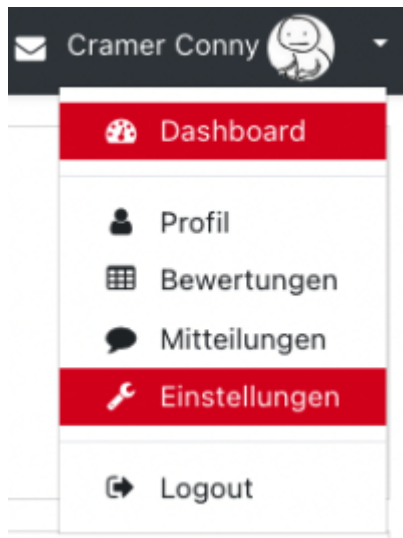 Cramer Conny
Dashboard
Profil
Bewertungen
Mitteilungen
Einstellungen
Logout